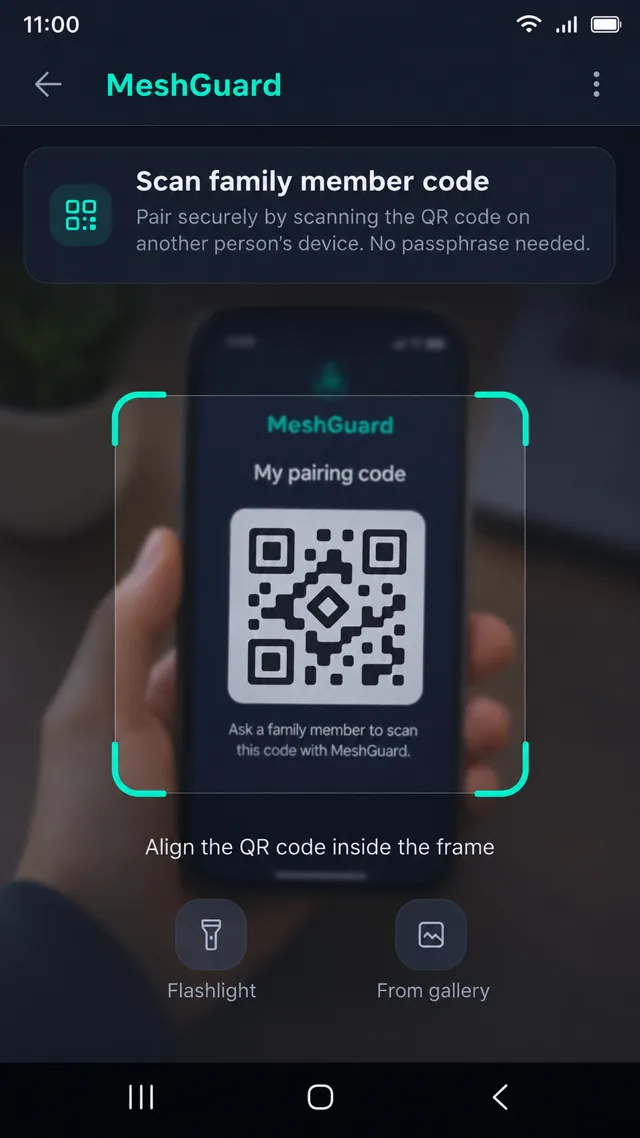 11:00
MeshGuard
Scan family member code
Pair securely by scanning the QR code on
another person's device. No passphrase needed.
MeshGuard
My pairing code
Ask a family member to scan
this code with MeshGuard.
Align the QR code inside the frame
Flashlight
From gallery